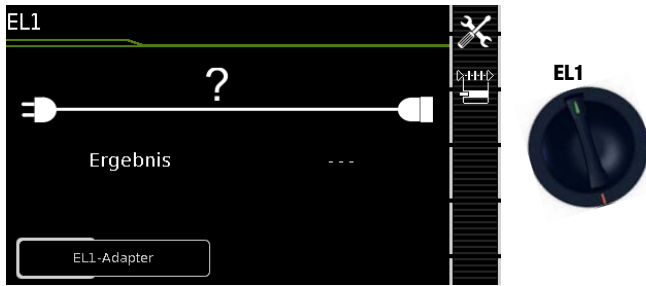 EL1
?
Ergebnis ---
EL1-Adapter
EL1